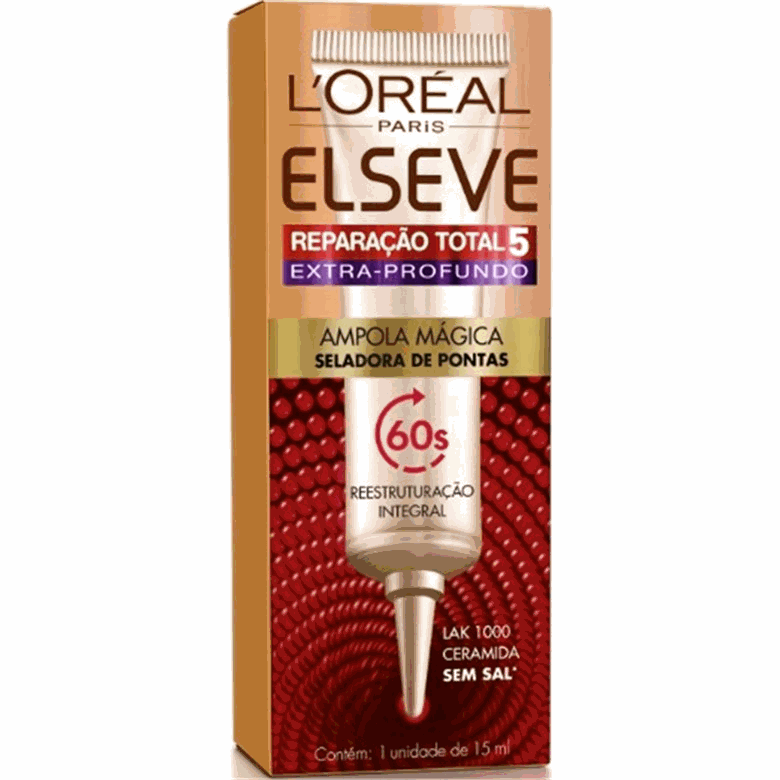 L'ORÉAL
PARIS
ELSEVE
REPARAÇÃO TOTAL 5
EXTRA-PROFUNDO
AMPOLA MÁGICA
SELADORA DE PONTAS
60s
REESTRUTURAÇÃO
INTEGRAL
LAK 1000
CERAMIDA
SEM SAL*
Contém: 1 unidade de 15 ml